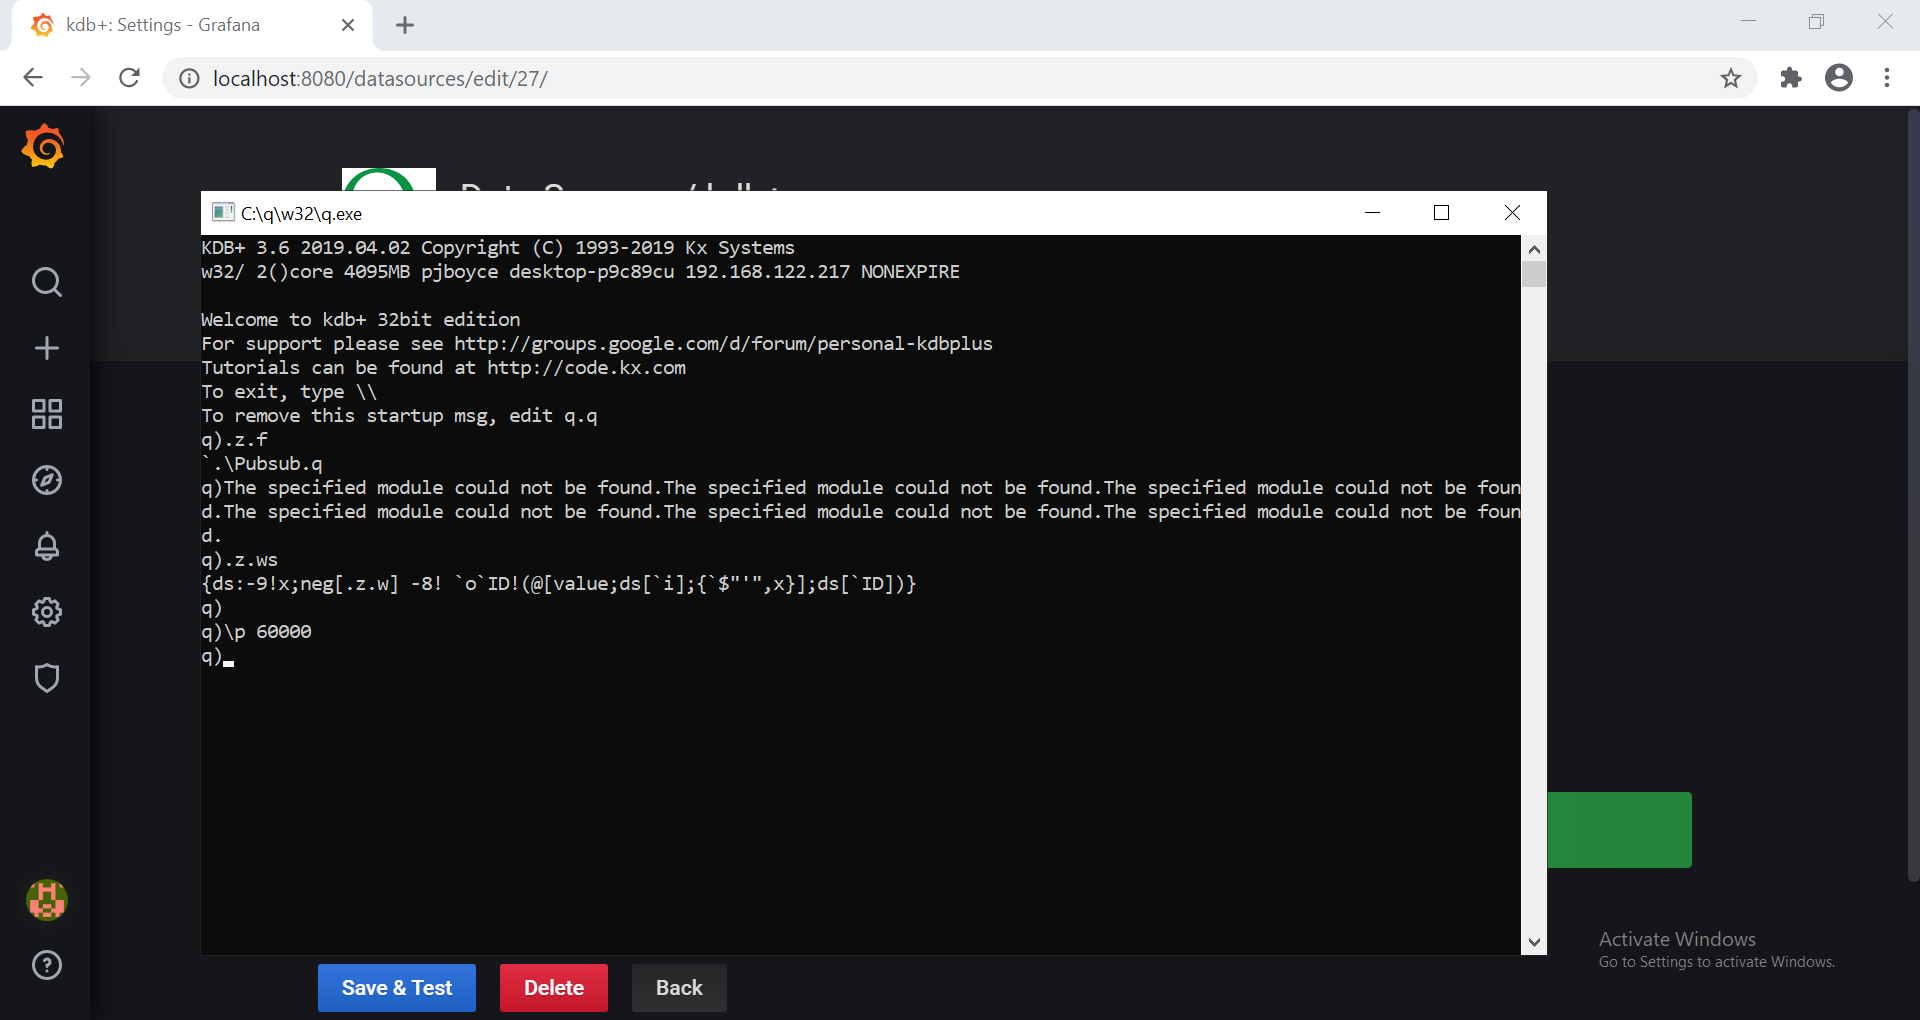 kdb+: Settings - Grafana
localhost:8080/datasources/edit/27/
C:\q\w32\q.exe
KDB+ 3.6 2019.04.02 Copyright (C) 1993-2019 Kx Systems
w32/ 2()core 4095MB pjboyce desktop-p9c89cu 192.168.122.217 NONEXPIRE
Welcome to kdb+ 32bit edition
For support please see http://groups.google.com/d/forum/personal-kdbplus
Tutorials can be found at http://code.kx.com
To exit, type \\
To remove this startup msg, edit q.q
q).z.f
`.\Pubsub.q
q)The specified module could not be found.The specified module could not be found.The specified module could not be foun
d.The specified module could not be found.The specified module could not be found.The specified module could not be foun
d.
q).z.ws
{ds:-9!x;neg[.z.w] -8! `o`ID!(@[value;ds[`i];{`$"'",x}];ds[`ID])}
q)
q)\p 60000
q)
Activate Windows
Go to Settings to activate Windows.
Save & Test
Delete
Back